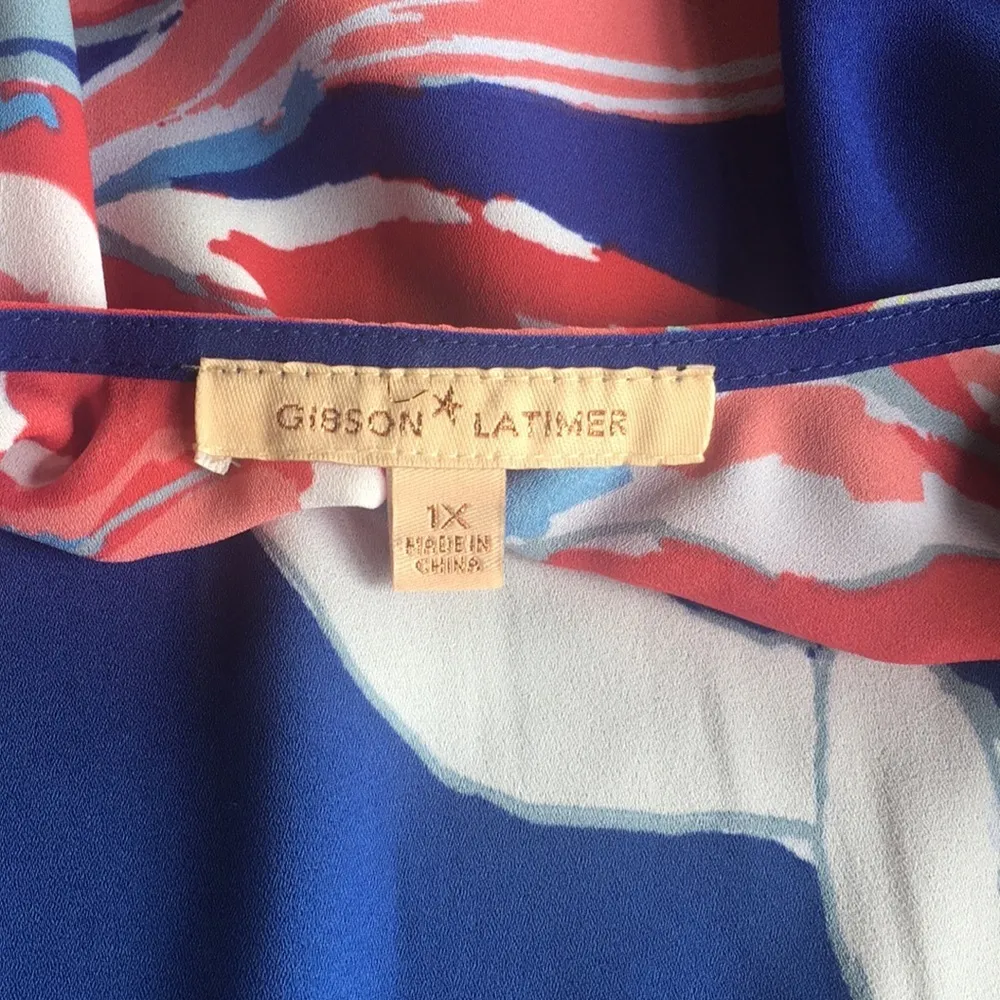 GIBSON LATIMER
1X
MADE IN
CHINA